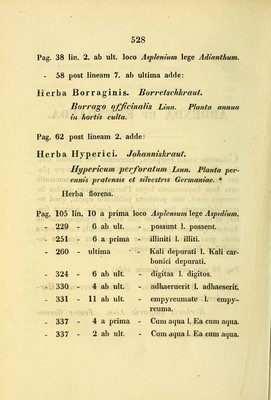 528
Pag. 38 lin. 2. ab ult. loco Asplenium lege Adianthum.
- 58 post lineam 7. ab ultima adde:
Herba Borraginis. Borretschkraut.
Borrago officinalis Linn. Planta annua
in hortis culta.
Pag. 62 post lineam 2. adde:
Herba Hyperici. Johanniskraut.
Hypericum perforatum Linn. Planta per-
ennis pratensis et silvestris Germaniae. *
Herba florens.
Pag. 105 lin. 10 a prima loco Asplenium lege Aspidium.
- 229 - 6 ab ult. - possunt l. possent.
- 251 - 6 a prima - illiniti l. illiti.
- 260 - ultima - Kali depurati l. Kali car-
bonici depurati.
- 324 - 6 ab ult. - digitas l. digitos.
- 330 - 4 ab ult. - adhaeruerit l. adhaeserit.
- 331 - 11 ab ult. - empyreumate l. empy-
reuma.
- 337 - 4 a prima - Cum aqua l. Ea cum aqua.
- 337 - 2 ab ult. - Cum aqua l. Ea cum aqua.